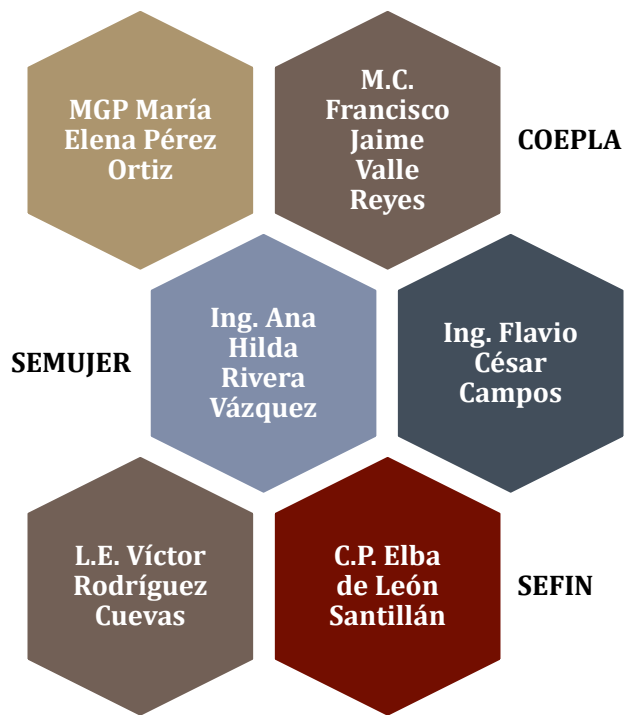 MGP María
Elena Pérez
Ortiz
M.C.
Francisco
Jaime
Valle
Reyes
COEPLA
SEMUJER
Ing. Ana
Hilda
Rivera
Vázquez
Ing. Flavio
César
Campos
L.E. Víctor
Rodríguez
Cuevas
C.P. Elba
de León
Santillán
SEFIN